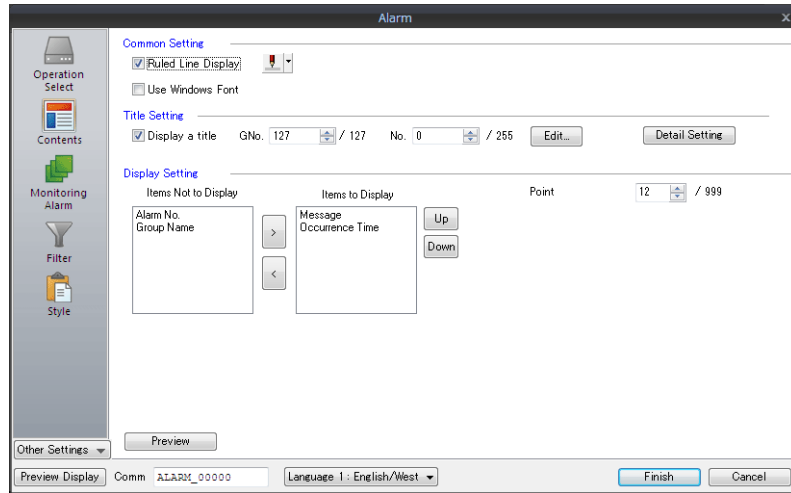 Alarm
x
Operation
Select
Contents
Monitoring
Alarm
Filter
Style
Other Settings
Common Setting
Ruled Line Display
Use Windows Font
Title Setting
Display a title GNo. 127 / 127 No. 0 / 255 Edit... Detail Setting
Display Setting
Items Not to Display Items to Display Point 12 / 999
Alarm No.
Group Name
Message
Occurrence Time
>
<
Up
Down
Preview
Preview Display Comm ALARM_00000 Language 1 : English/West Finish Cancel